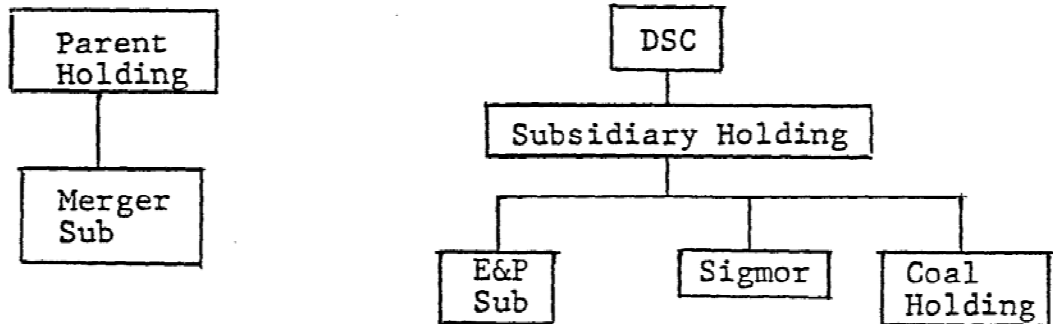 Parent
Holding
Merger
Sub
DSC
Subsidiary Holding
E&P
Sub
Sigmor
Coal
Holding